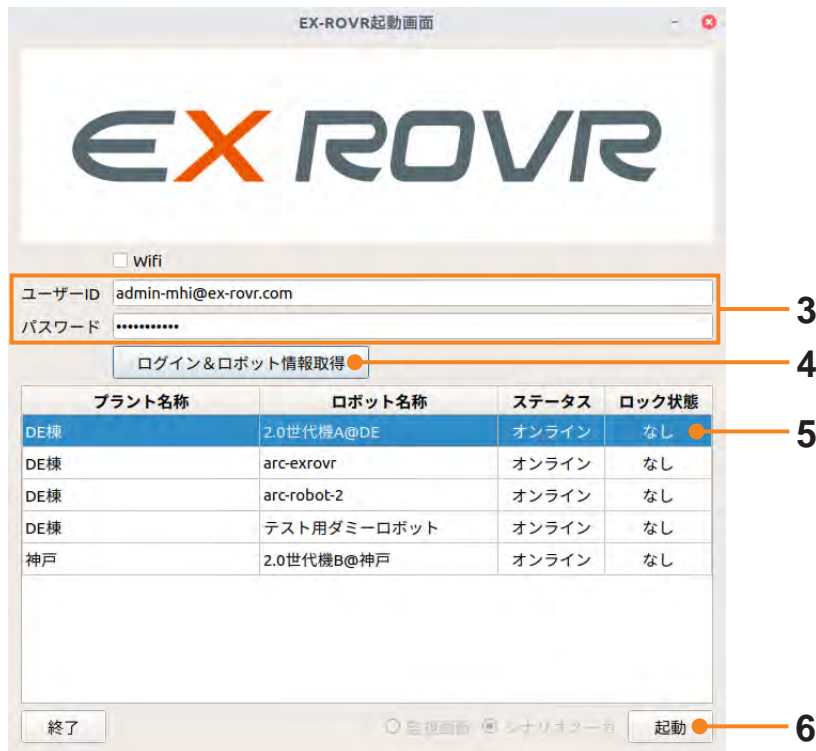 EX-ROVR起動画面
EX ROVR
Wifi
ユーザーID admin-mhi@ex-rovr.com
3
パスワード •••••••••••
ログイン＆ロボット情報取得
4
プラント名称 ロボット名称 ステータス ロック状態
DE棟 2.0世代機A@DE オンライン なし
5
DE棟 arc-exrovr オンライン なし
DE棟 arc-robot-2 オンライン なし
DE棟 テスト用ダミーロボット オンライン なし
神戸 2.0世代機B@神戸 オンライン なし
終了 監視画面 シナリオメーカ 起動
6